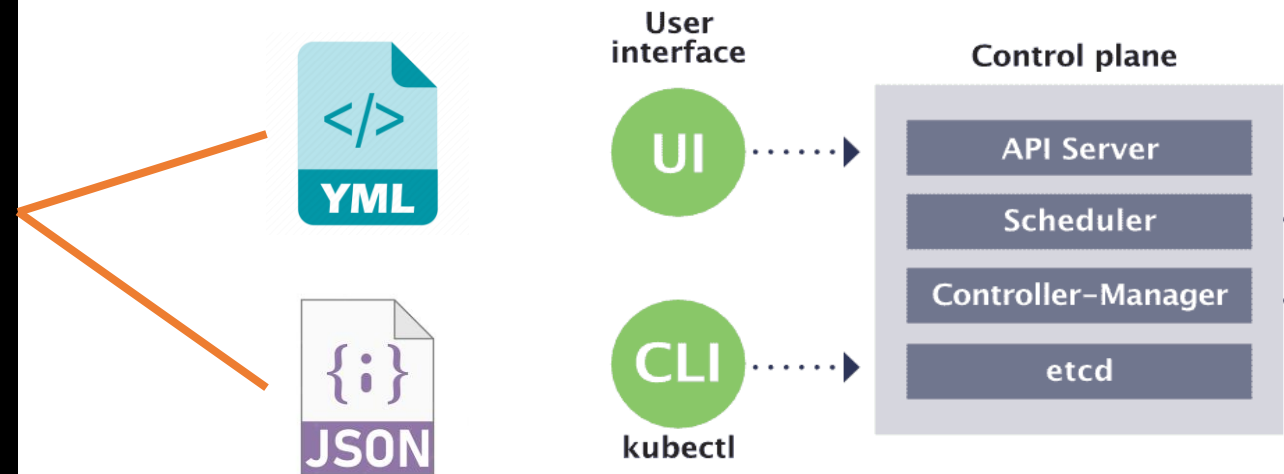 </>
YML
{;}
JSON
User
interface
UI
CLI
kubectl
Control plane
API Server
Scheduler
Controller-Manager
etcd